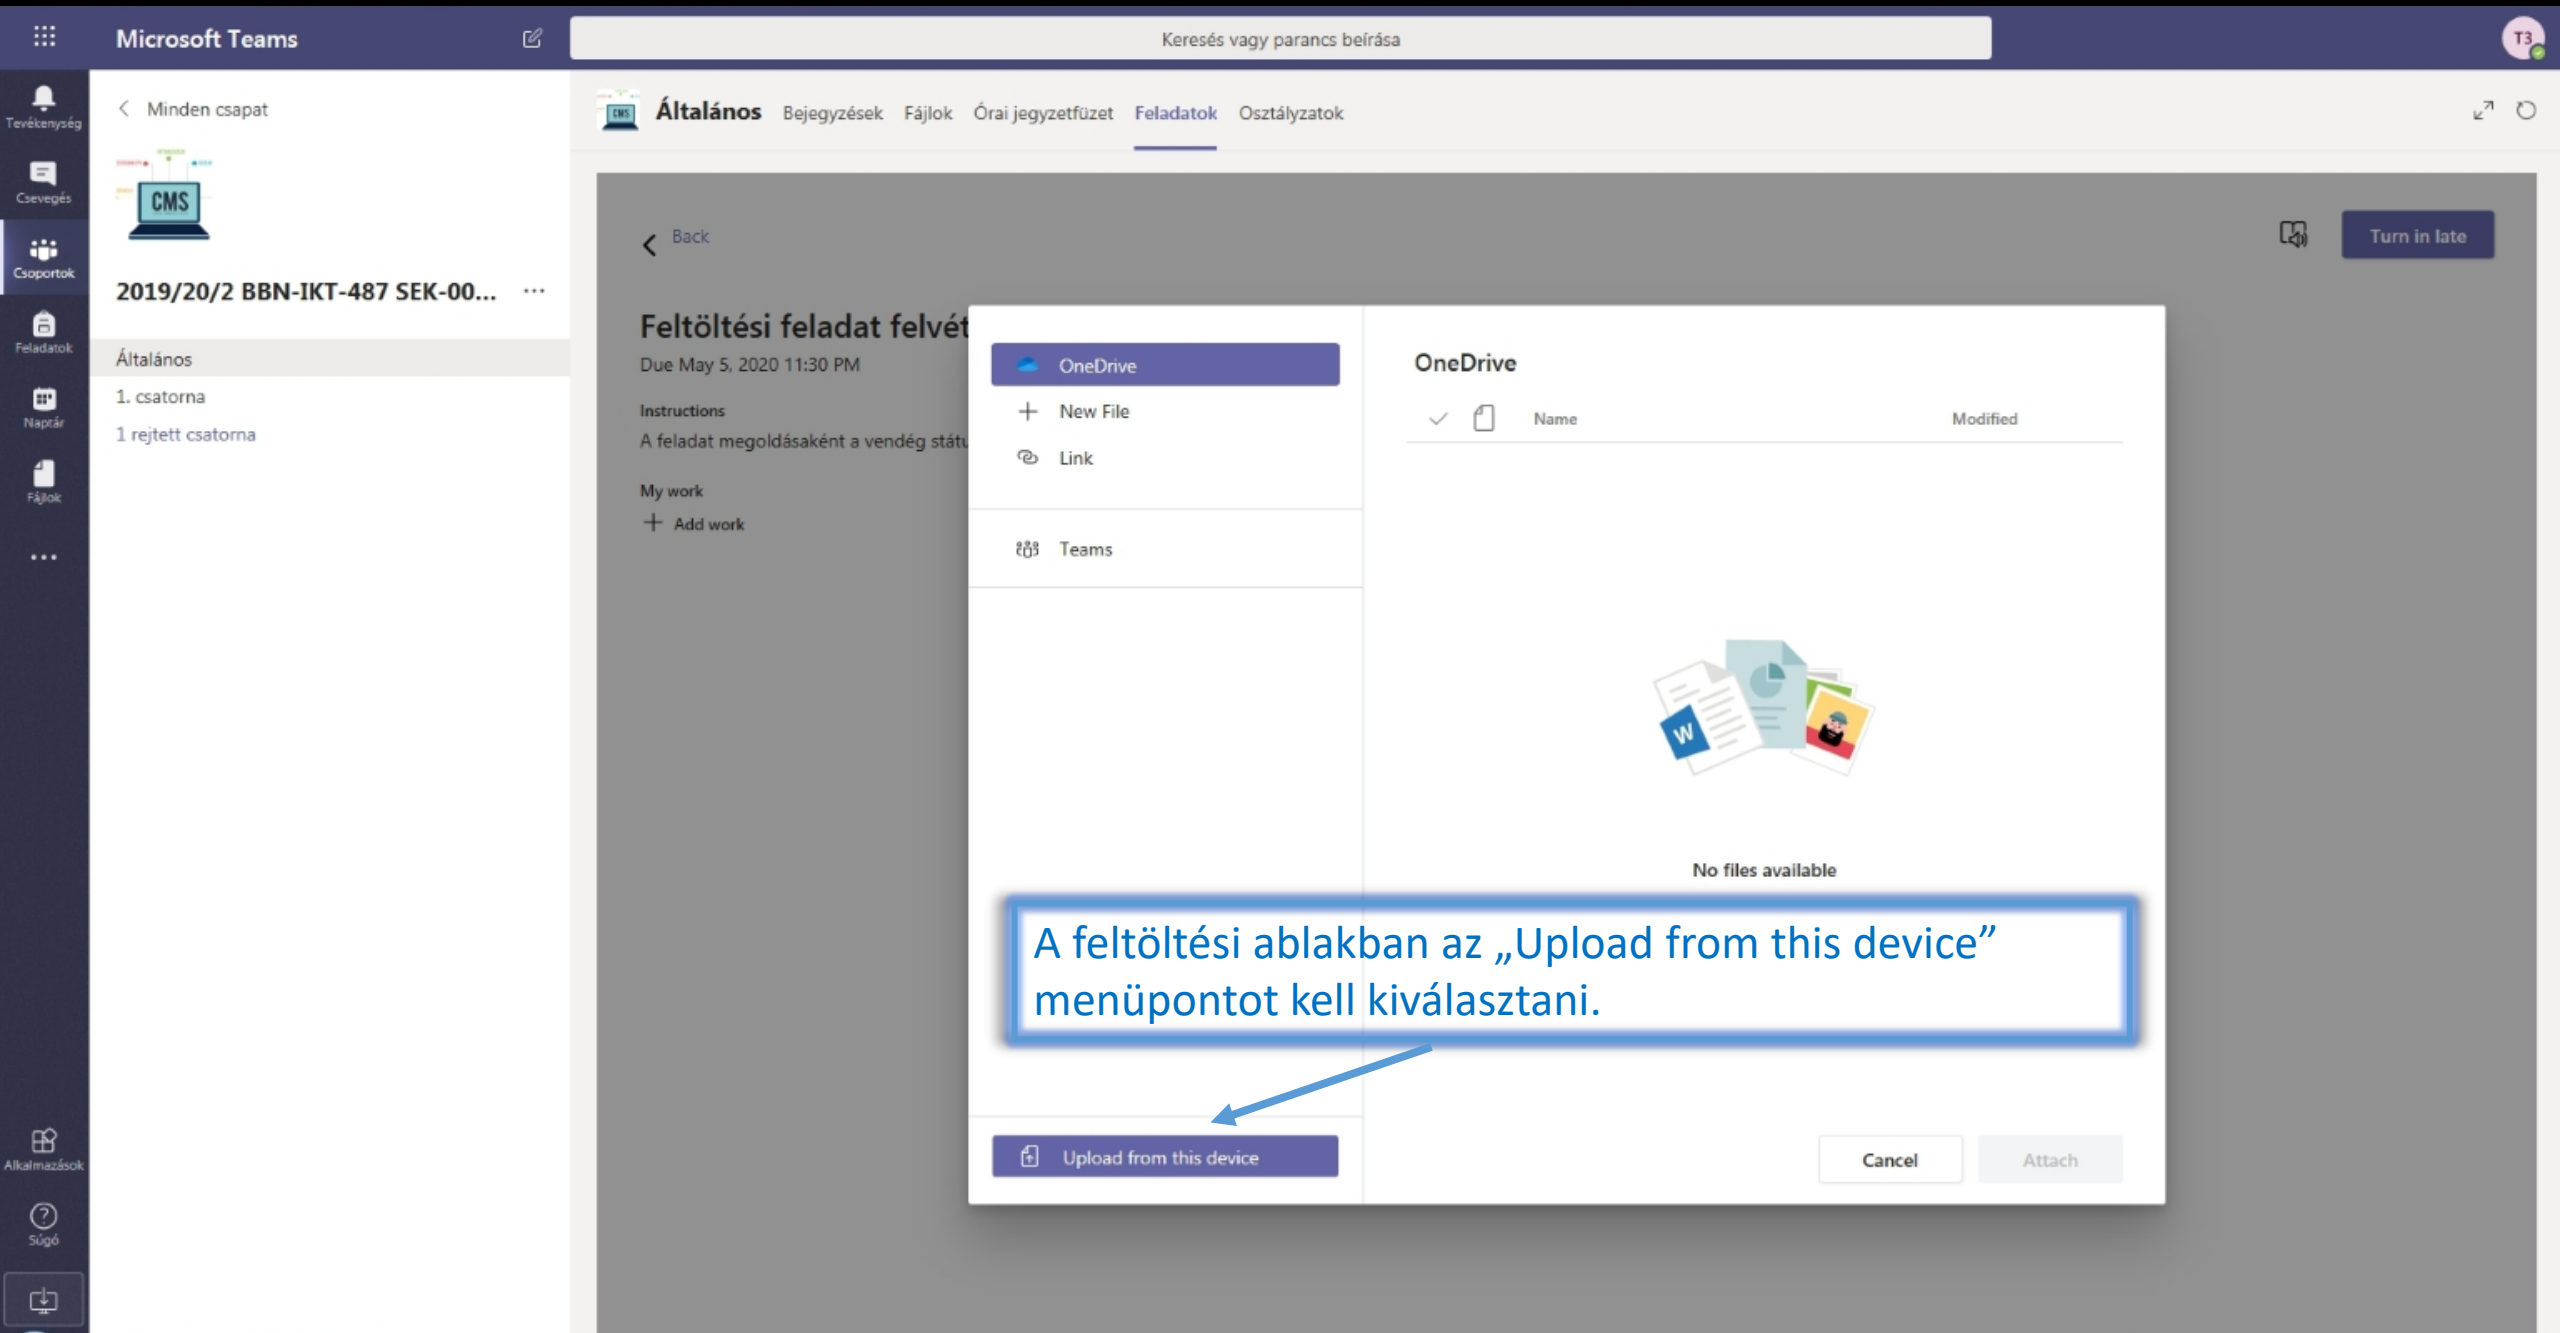 Microsoft Teams
Keresés vagy parancs beírása
T3
Tevékenység
Csevegés
Csoportok
Feladatok
Naptár
Fájlok
Alkalmazások
Súgó
Minden csapat
CMS
2019/20/2 BBN-IKT-487 SEK-00...
Általános
1. csatorna
1 rejtett csatorna
CMS
Általános Bejegyzések Fájlok Órai jegyzetfüzet Feladatok Osztályzatok
Back
Turn in late
Feltöltési feladat felvét
Due May 5, 2020 11:30 PM
Instructions
A feladat megoldásaként a vendég státu
My work
Add work
OneDrive
New File
Link
Teams
Upload from this device
OneDrive
Name Modified
W
No files available
A feltöltési ablakban az „Upload from this device”
menüpontot kell kiválasztani.
Cancel
Attach